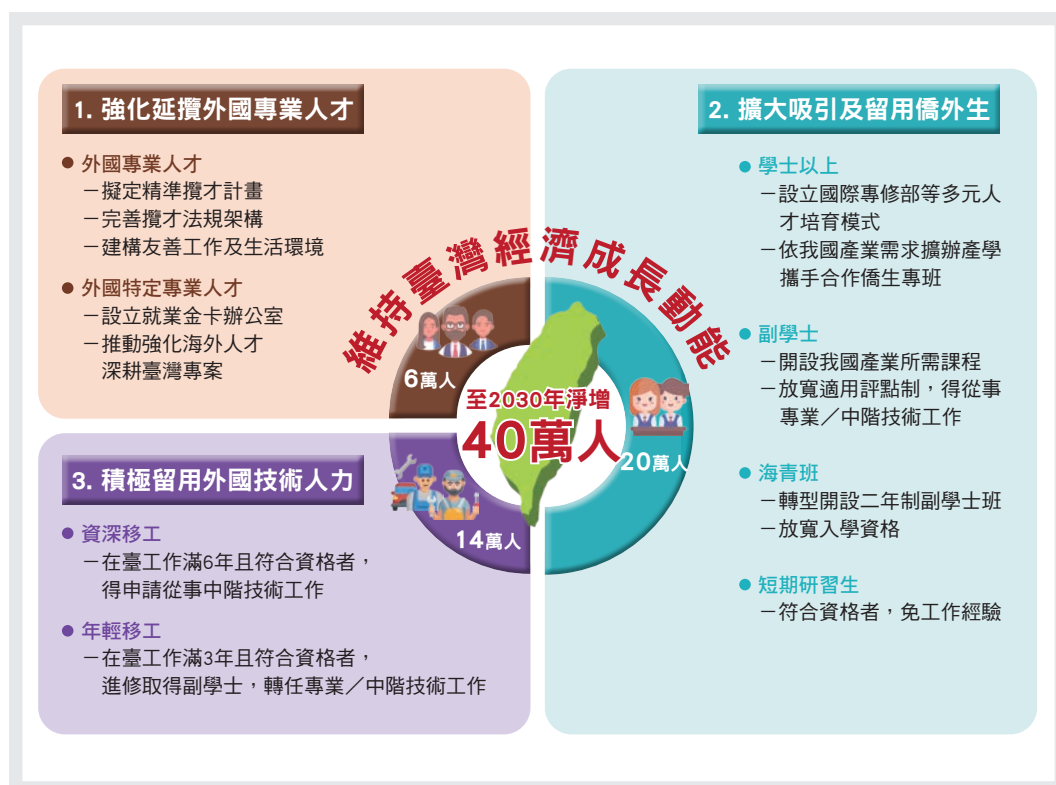 1. 強化延攬外國專業人才
● 外國專業人才
－擬定精準攬才計畫
－完善攬才法規架構
－建構友善工作及生活環境
● 外國特定專業人才
－設立就業金卡辦公室
－推動強化海外人才
深耕臺灣專案
2. 擴大吸引及留用僑外生
● 學士以上
－設立國際專修部等多元人
才培育模式
－依我國產業需求擴辦產學
攜手合作僑生專班
● 副學士
－開設我國產業所需課程
－放寬適用評點制，得從事
專業／中階技術工作
● 海青班
－轉型開設二年制副學士班
－放寬入學資格
● 短期研習生
－符合資格者，免工作經驗
3. 積極留用外國技術人力
● 資深移工
－在臺工作滿6年且符合資格者，
得申請從事中階技術工作
● 年輕移工
－在臺工作滿3年且符合資格者，
進修取得副學士，轉任專業／中階技術工作
維持臺灣經濟成長動能
6萬人
至2030年淨增
40萬人
20萬人
14萬人